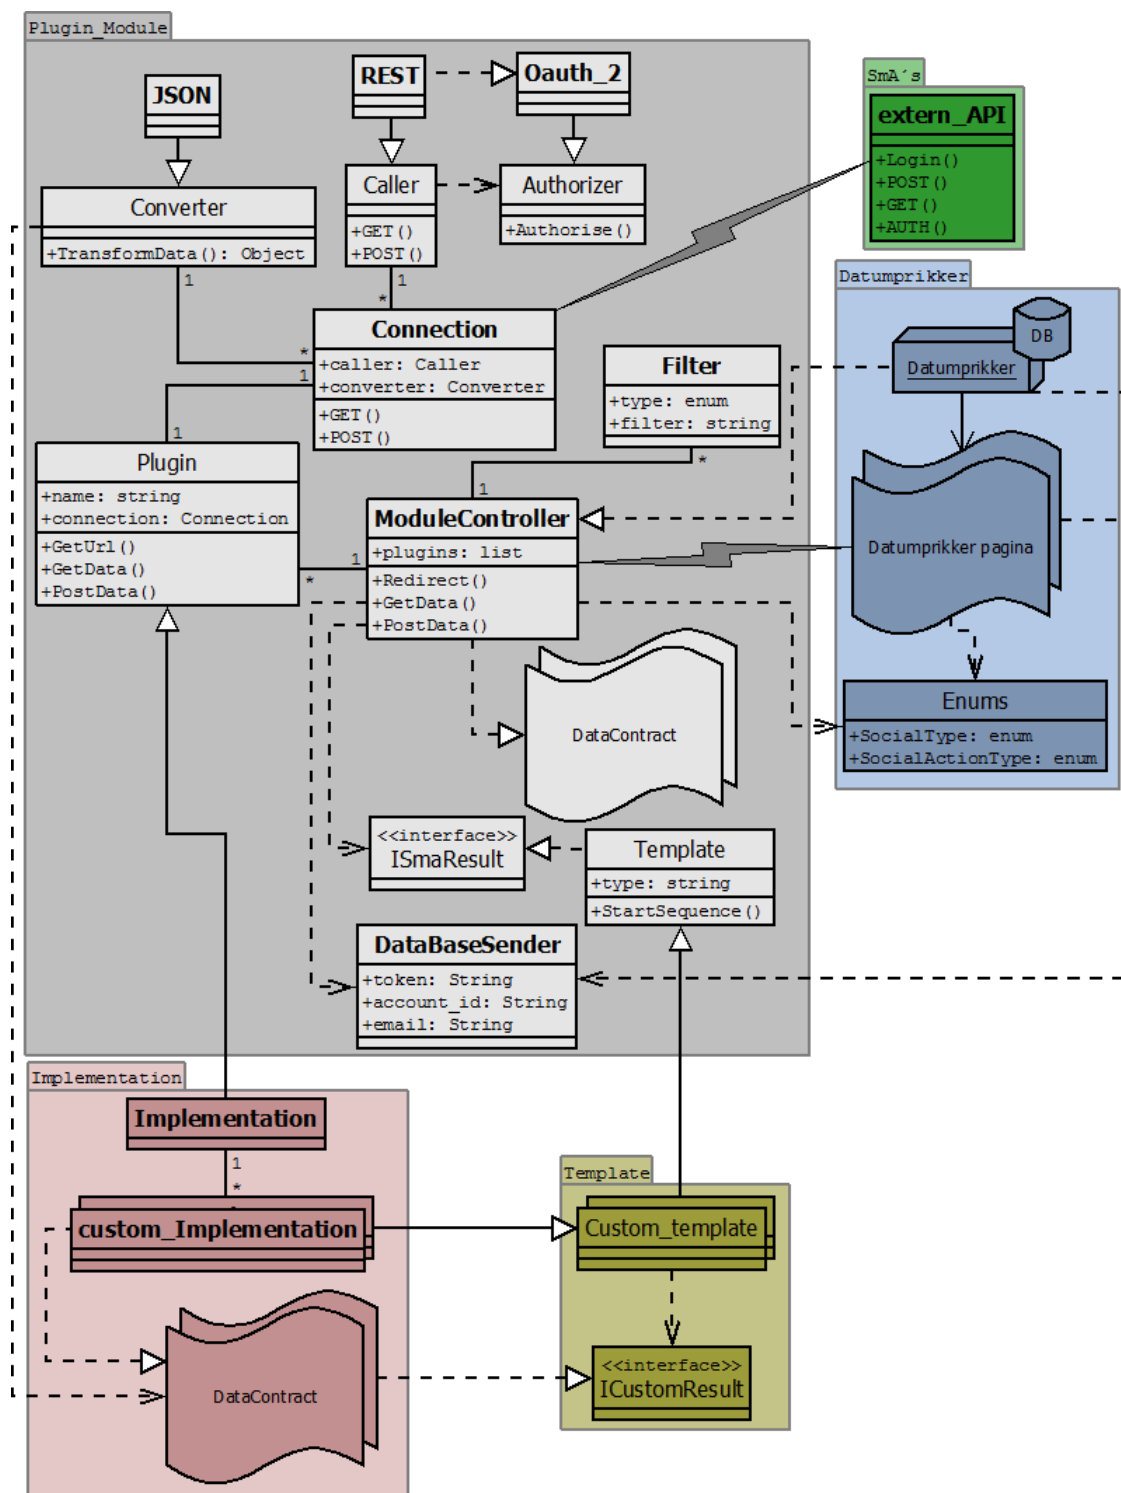 Plugin_Module
JSON
REST
Oauth_2
Converter
+TransformData(): Object
Caller
+GET()
+POST()
Authorizer
+Authorise()
SmA´s
extern_API
+Login()
+POST()
+GET()
+AUTH()
1
1
*
*
1
Connection
+caller: Caller
+converter: Converter
+GET()
+POST()
Filter
+type: enum
+filter: string
*
1
Datumprikker
DB
Datumprikker
Datumprikker pagina
Enums
+SocialType: enum
+SocialActionType: enum
1
Plugin
+name: string
+connection: Connection
+GetUrl()
+GetData()
+PostData()
1
*
ModuleController
+plugins: list
+Redirect()
+GetData()
+PostData()
DataContract
<<interface>>
ISmaResult
Template
+type: string
+StartSequence()
DataBaseSender
+token: String
+account_id: String
+email: String
Implementation
Implementation
1
*
custom_Implementation
DataContract
Template
Custom_template
<<interface>>
ICustomResult